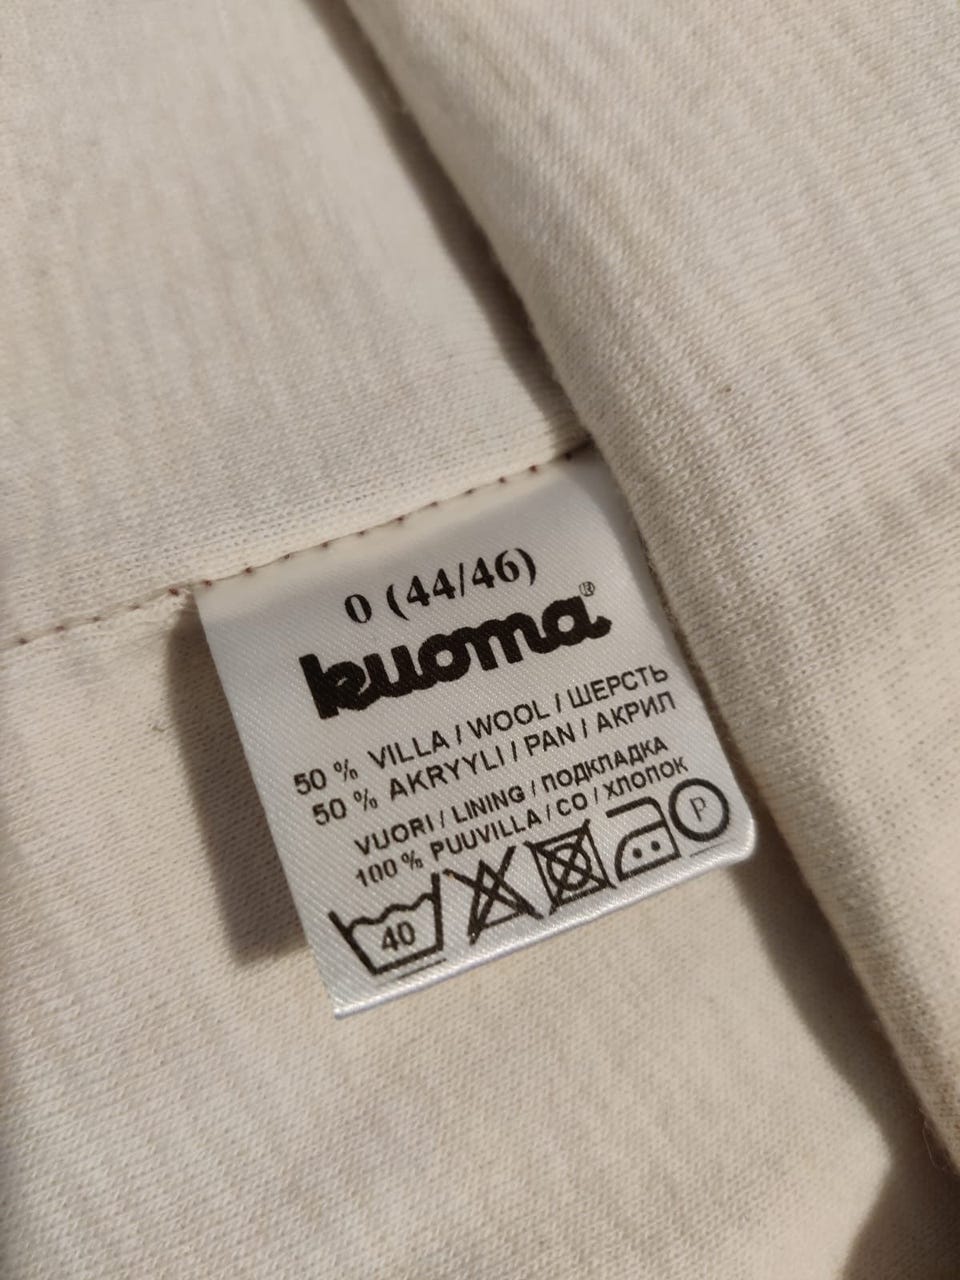 0 (44/46)
kuoma®
50 % VILLA / WOOL / ШЕРСТЬ
50 % AKRYYLI / PAN / АКРИЛ
VUORI / LINING / ПОДКЛАДКА
100 % PUUVILLA / CO / ХЛОПОК
40
P